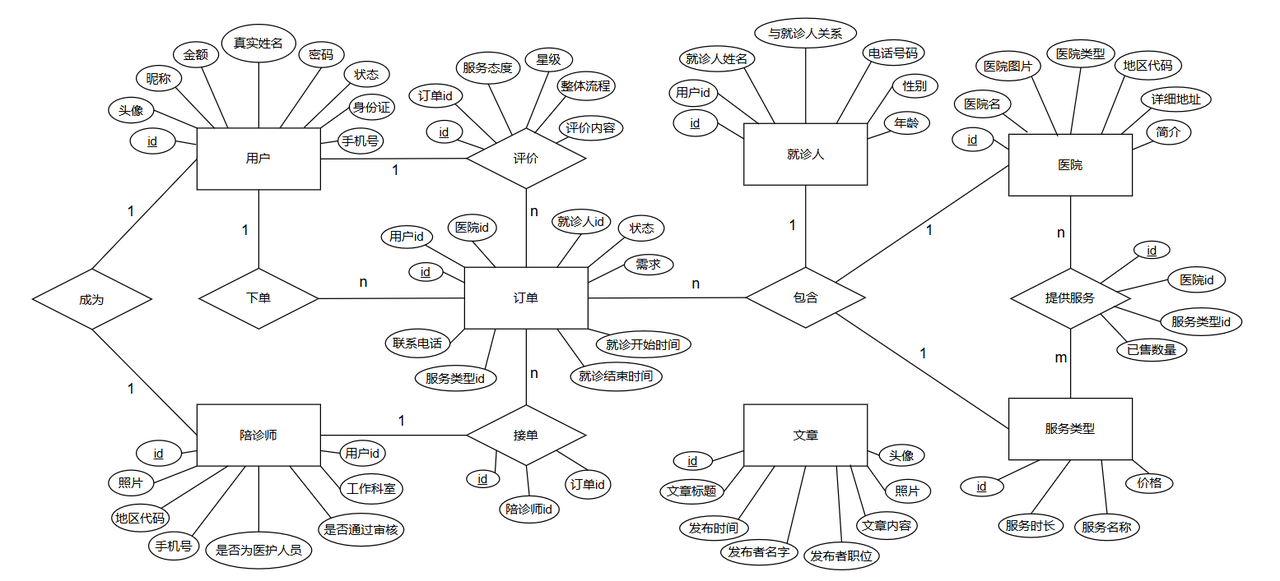 真实姓名
金额
密码
昵称
状态
头像
身份证
id
手机号
用户
星级
服务态度
整体流程
订单id
评价内容
id
评价
1
n
与就诊人关系
就诊人姓名
电话号码
用户id
性别
id
年龄
就诊人
医院类型
医院图片
地区代码
医院名
详细地址
id
简介
医院
1
1
1
1
n
成为
下单
n
用户id
医院id
就诊人id
状态
id
需求
订单
联系电话
服务类型id
就诊开始时间
就诊结束时间
n
包含
提供服务
id
医院id
服务类型id
已售数量
1
m
1
n
陪诊师
1
接单
id
用户id
照片
工作科室
地区代码
是否通过审核
手机号
是否为医护人员
id
订单id
陪诊师id
文章
id
头像
文章标题
照片
发布时间
文章内容
发布者名字
发布者职位
服务类型
id
价格
服务时长
服务名称